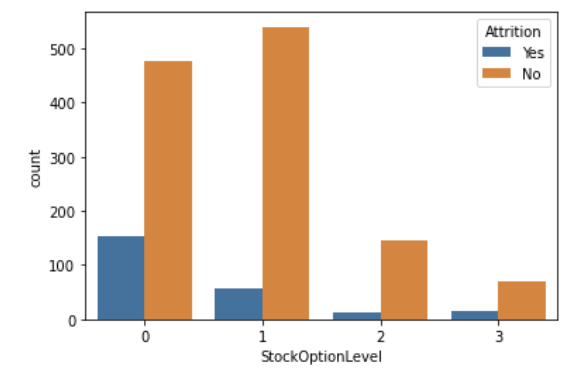 Attrition
Yes
No
500
400
300
200
100
0
count
0 1 2 3
StockOptionLevel